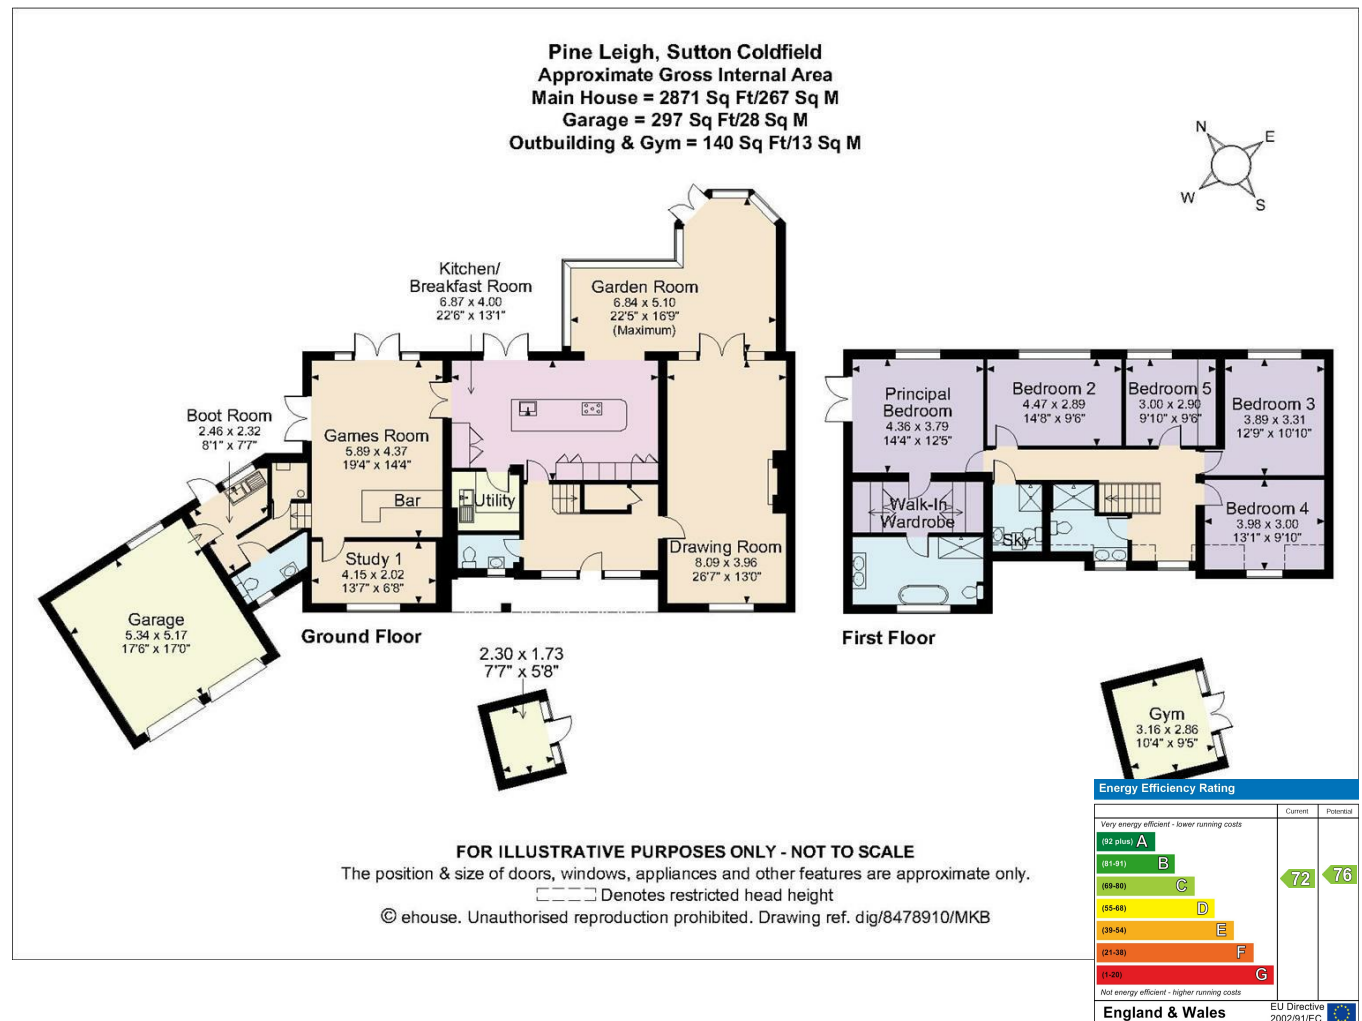 Pine Leigh, Sutton Coldfield
Approximate Gross Internal Area
Main House = 2871 Sq Ft/267 Sq M
Garage = 297 Sq Ft/28 Sq M
Outbuilding & Gym = 140 Sq Ft/13 Sq M
N
E
W
S
Kitchen/
Breakfast Room
6.87 x 4.00
22'6" x 13'1"
Garden Room
6.84 x 5.10
22'5" x 16'9"
(Maximum)
Boot Room
2.46 x 2.32
8'1" x 7'7"
Games Room
5.89 x 4.37
19'4" x 14'4"
Bar
Utility
Study 1
4.15 x 2.02
13'7" x 6'8"
Drawing Room
8.09 x 3.96
26'7" x 13'0"
Garage
5.34 x 5.17
17'6" x 17'0"
Ground Floor
2.30 x 1.73
7'7" x 5'8"
Principal
Bedroom
4.36 x 3.79
14'4" x 12'5"
Bedroom 2
4.47 x 2.89
14'8" x 9'6"
Bedroom 5
3.00 x 2.90
9'10" x 9'6"
Bedroom 3
3.89 x 3.31
12'9" x 10'10"
Walk-In
Wardrobe
Sky
Bedroom 4
3.98 x 3.00
13'1" x 9'10"
First Floor
Gym
3.16 x 2.86
10'4" x 9'5"
FOR ILLUSTRATIVE PURPOSES ONLY - NOT TO SCALE
The position & size of doors, windows, appliances and other features are approximate only.
Denotes restricted head height
© ehouse. Unauthorised reproduction prohibited. Drawing ref. dig/8478910/MKB
Energy Efficiency Rating
Current
Potential
Very energy efficient - lower running costs
(92 plus) A
(81-91) B
(69-80) C
(55-68) D
(39-54) E
(21-38) F
(1-20) G
72
76
Not energy efficient - higher running costs
England & Wales
EU Directive
2002/91/EC